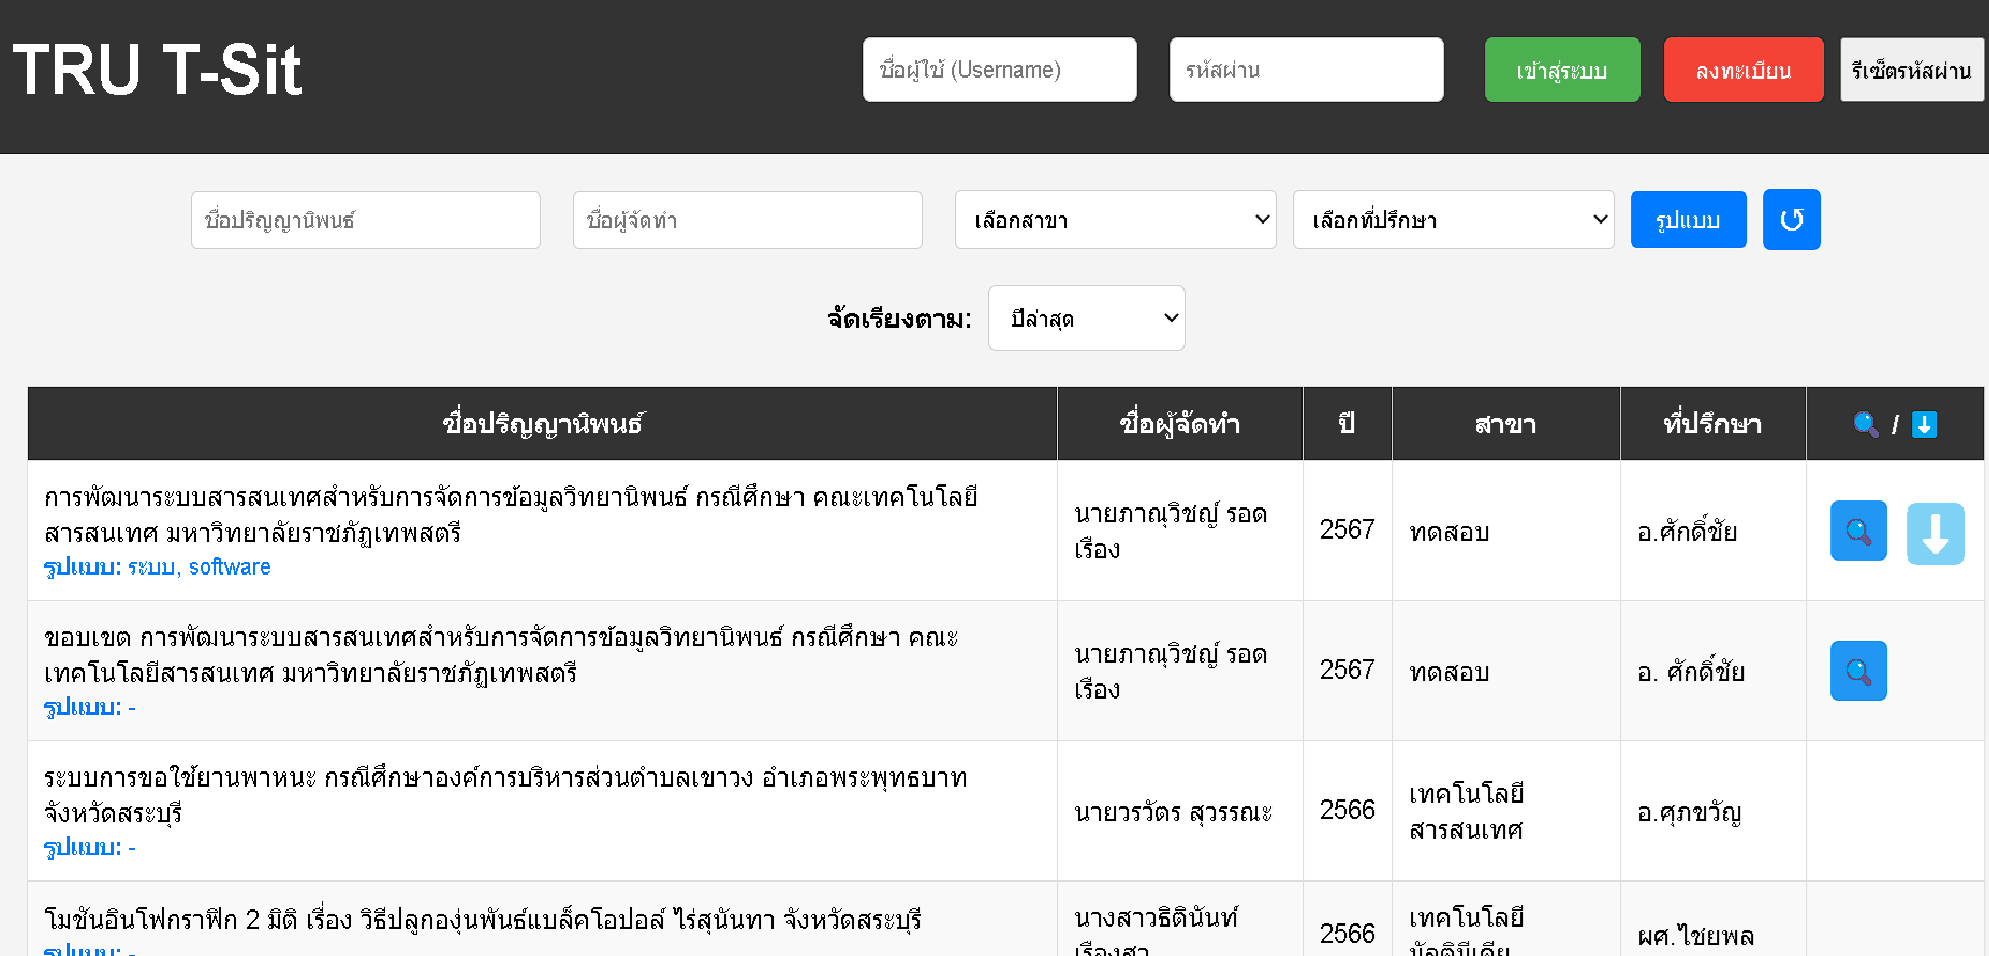 TRU T-Sit
ชื่อผู้ใช้ (Username)
รหัสผ่าน
เข้าสู่ระบบ
ลงทะเบียน
รีเซ็ตรหัสผ่าน
ชื่อปริญญานิพนธ์
ชื่อผู้จัดทำ
เลือกสาขา
เลือกที่ปรึกษา
รูปแบบ
จัดเรียงตาม:
ปีล่าสุด
ชื่อปริญญานิพนธ์
ชื่อผู้จัดทำ
ปี
สาขา
ที่ปรึกษา
/
การพัฒนาระบบสารสนเทศสำหรับการจัดการข้อมูลวิทยานิพนธ์ กรณีศึกษา คณะเทคโนโลยี
สารสนเทศ มหาวิทยาลัยราชภัฏเทพสตรี
รูปแบบ: ระบบ, software
นายภาณุวิชญ์ รอด
เรือง
2567
ทดสอบ
อ.ศักดิ์ชัย
ขอบเขต การพัฒนาระบบสารสนเทศสำหรับการจัดการข้อมูลวิทยานิพนธ์ กรณีศึกษา คณะ
เทคโนโลยีสารสนเทศ มหาวิทยาลัยราชภัฏเทพสตรี
รูปแบบ: -
นายภาณุวิชญ์ รอด
เรือง
2567
ทดสอบ
อ. ศักดิ์ชัย
ระบบการขอใช้ยานพาหนะ กรณีศึกษาองค์การบริหารส่วนตำบลเขาวง อำเภอพระพุทธบาท
จังหวัดสระบุรี
รูปแบบ: -
นายวรวัตร สุวรรณะ
2566
เทคโนโลยี
สารสนเทศ
อ.ศุภขวัญ
โมชันอินโฟกราฟิก 2 มิติ เรื่อง วิธีปลูกองุ่นพันธ์แบล็คโอปอล์ ไร่สุนันทา จังหวัดสระบุรี
รูปแบบ: -
นางสาวธิตินันท์
2566
เทคโนโลยี
มัลติมีเดีย
ผศ.ไชยพล